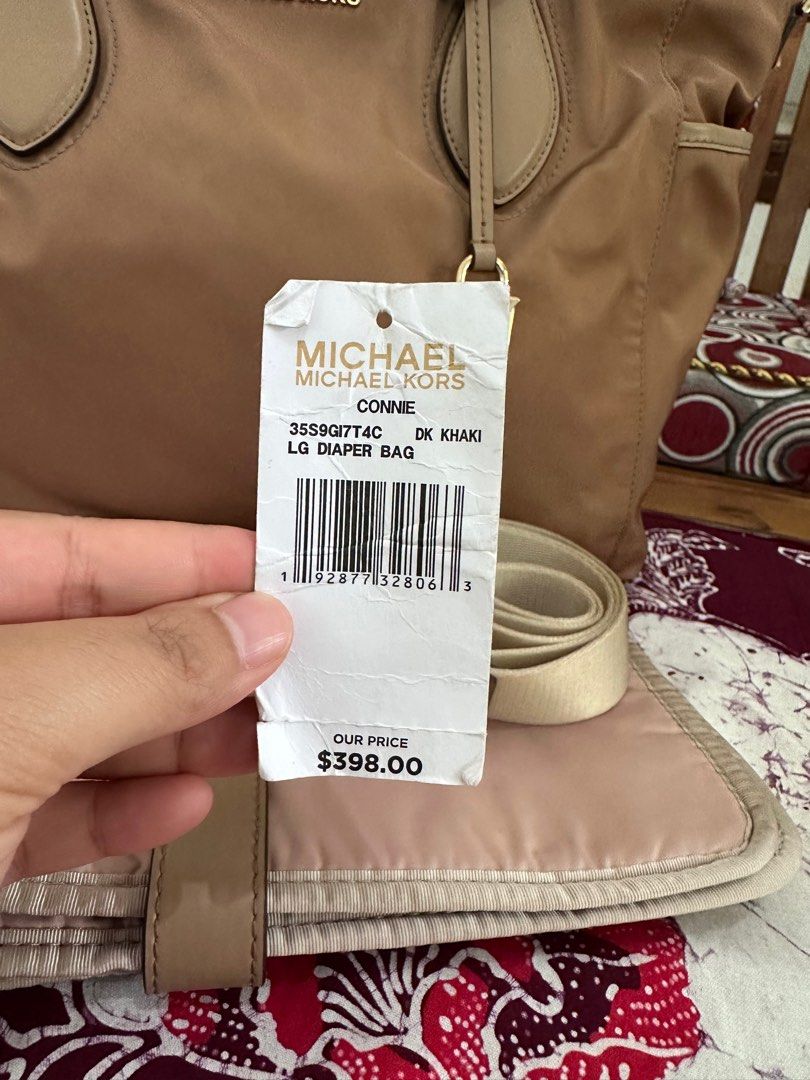 MICHAEL
MICHAEL KORS
CONNIE
35S9GI7T4C DK KHAKI
LG DIAPER BAG
1 92877 32806 3
OUR PRICE
$398.00